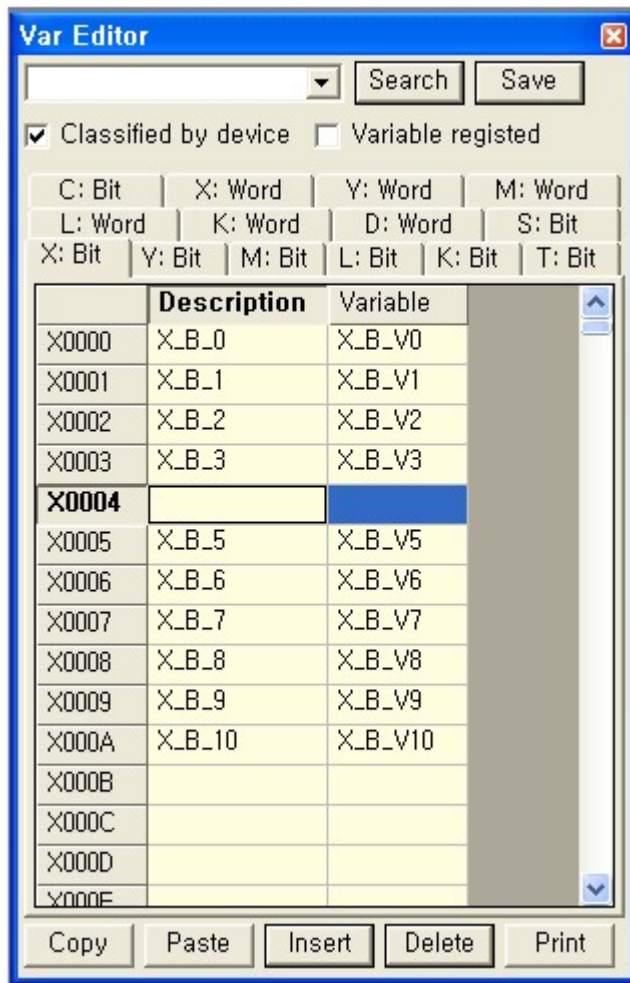 Var Editor
Search Save
Classified by device Variable registed
C: Bit X: Word Y: Word M: Word
L: Word K: Word D: Word S: Bit
X: Bit Y: Bit M: Bit L: Bit K: Bit T: Bit
Description Variable
X0000 X_B_0 X_B_V0
X0001 X_B_1 X_B_V1
X0002 X_B_2 X_B_V2
X0003 X_B_3 X_B_V3
X0004
X0005 X_B_5 X_B_V5
X0006 X_B_6 X_B_V6
X0007 X_B_7 X_B_V7
X0008 X_B_8 X_B_V8
X0009 X_B_9 X_B_V9
X000A X_B_10 X_B_V10
X000B
X000C
X000D
X000E
Copy Paste Insert Delete Print